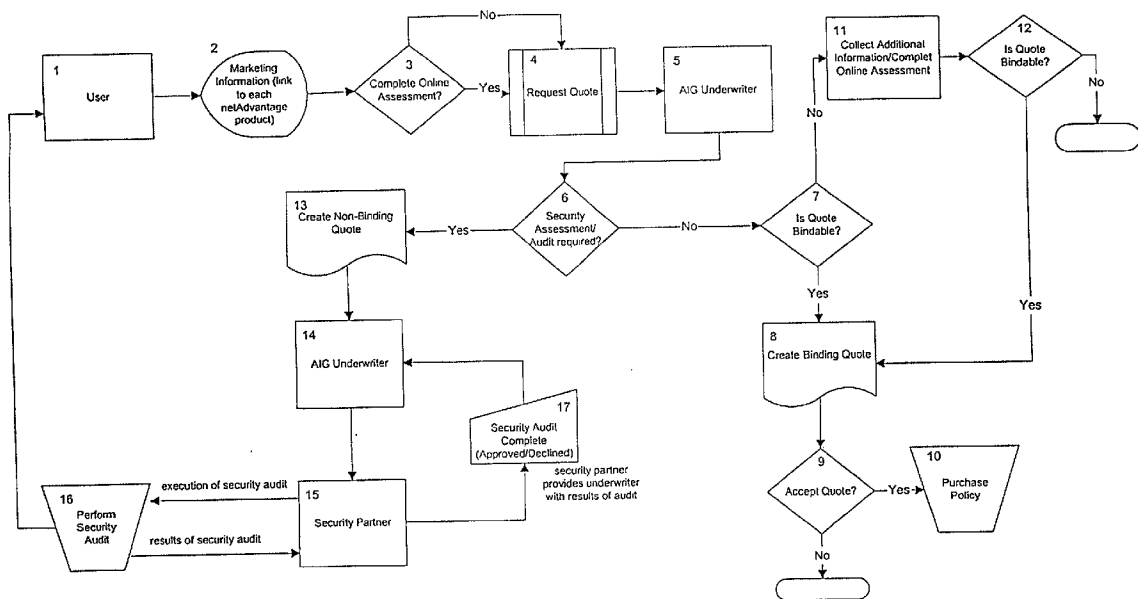 1
User
2
Marketing
Information (link
to each
netAdvantage
product)
3
Complete Online
Assessment?
No
Yes
4
Request Quote
5
AIG Underwriter
6
Security
Assessment/
Audit required?
Yes
No
7
Is Quote
Bindable?
No
Yes
11
Collect Additional
Information/Complet
Online Assessment
12
Is Quote
Bindable?
No
Yes
8
Create Binding Quote
9
Accept Quote?
Yes
No
10
Purchase
Policy
13
Create Non-Binding
Quote
14
AIG Underwriter
15
Security Partner
execution of security audit
results of security audit
16
Perform
Security
Audit
17
Security Audit
Complete
(Approved/Declined)
security partner
provides underwriter
with results of audit